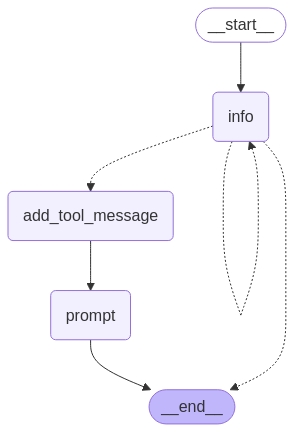 __start__
info
add_tool_message
prompt
__end__